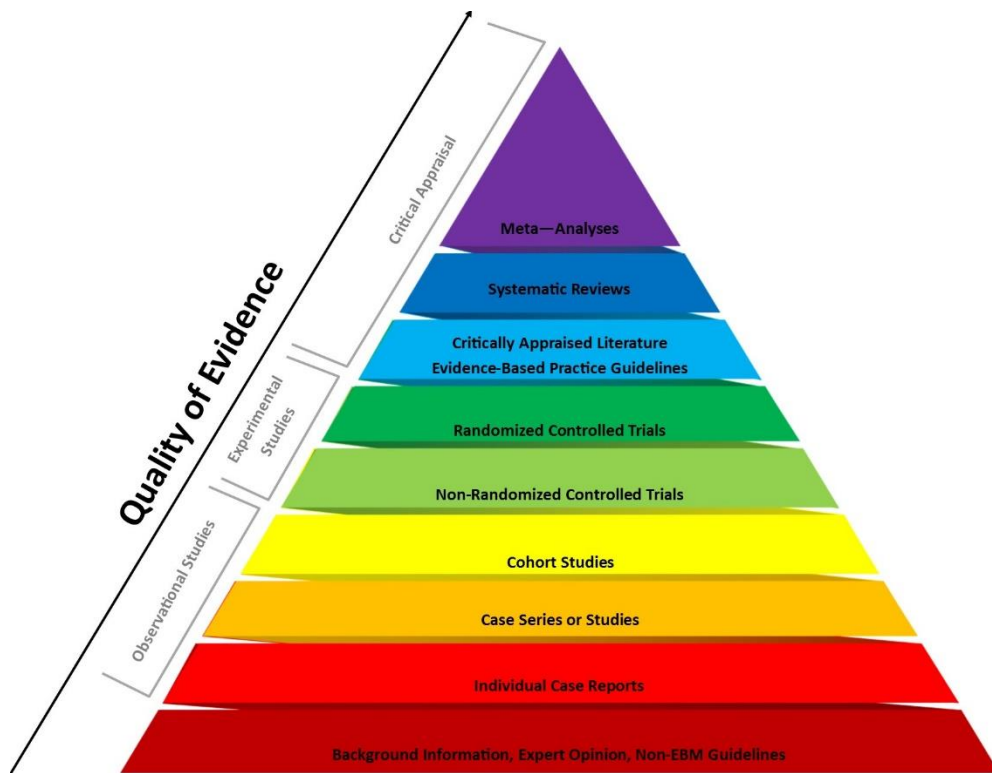 Quality of Evidence
Critical Appraisal
Experimental
Studies
Observational Studies
Meta—Analyses
Systematic Reviews
Critically Appraised Literature
Evidence-Based Practice Guidelines
Randomized Controlled Trials
Non-Randomized Controlled Trials
Cohort Studies
Case Series or Studies
Individual Case Reports
Background Information, Expert Opinion, Non-EBM Guidelines